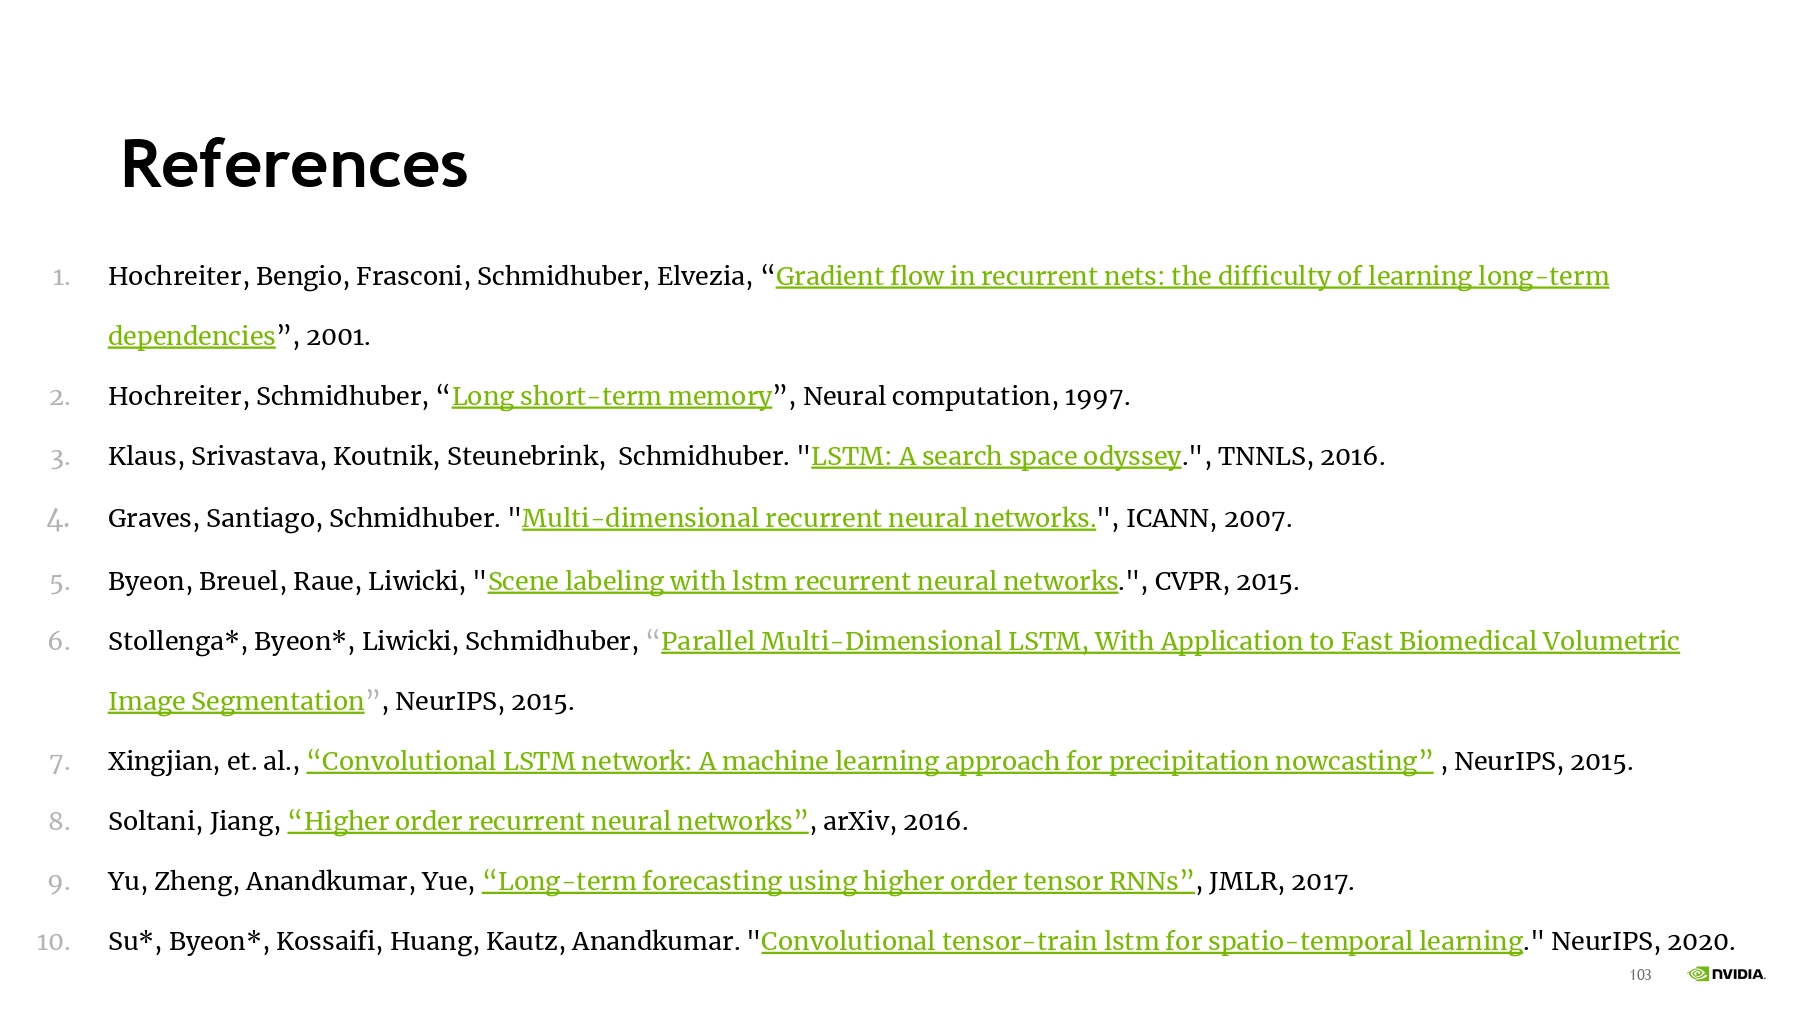 References
1. Hochreiter, Bengio, Frasconi, Schmidhuber, Elvezia, “Gradient flow in recurrent nets: the difficulty of learning long-term
dependencies”, 2001.
2. Hochreiter, Schmidhuber, “Long short-term memory”, Neural computation, 1997.
3. Klaus, Srivastava, Koutnik, Steunebrink,  Schmidhuber. "LSTM: A search space odyssey.", TNNLS, 2016.
4. Graves, Santiago, Schmidhuber. "Multi-dimensional recurrent neural networks.", ICANN, 2007.
5. Byeon, Breuel, Raue, Liwicki, "Scene labeling with lstm recurrent neural networks.", CVPR, 2015.
6. Stollenga*, Byeon*, Liwicki, Schmidhuber, “Parallel Multi-Dimensional LSTM, With Application to Fast Biomedical Volumetric
Image Segmentation”, NeurIPS, 2015.
7. Xingjian, et. al., “Convolutional LSTM network: A machine learning approach for precipitation nowcasting” , NeurIPS, 2015.
8. Soltani, Jiang, “Higher order recurrent neural networks”, arXiv, 2016.
9. Yu, Zheng, Anandkumar, Yue, “Long-term forecasting using higher order tensor RNNs”, JMLR, 2017.
10. Su*, Byeon*, Kossaifi, Huang, Kautz, Anandkumar. "Convolutional tensor-train lstm for spatio-temporal learning." NeurIPS, 2020.
103 NVIDIA.